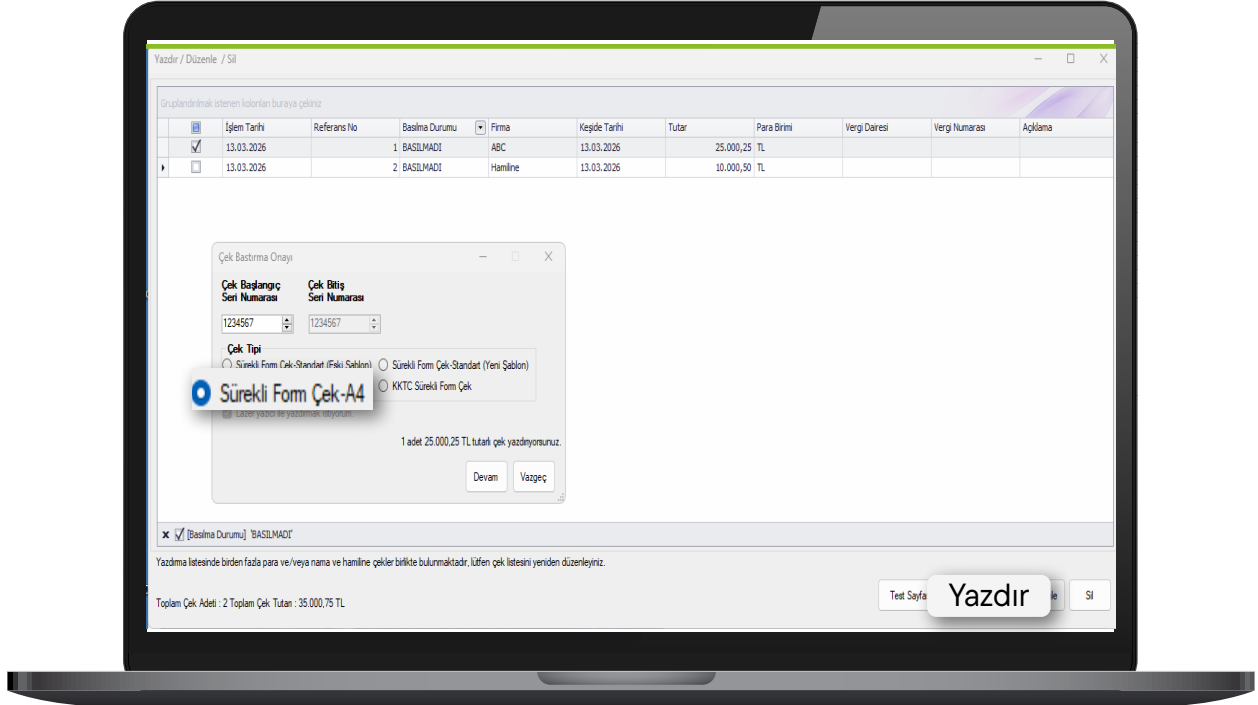 Yazdır / Düzenle / Sil
Gruplandırılmak istenen kolonları buraya çekiniz
İşlem Tarihi Referans No Basılma Durumu Firma Keşide Tarihi Tutar Para Birimi Vergi Dairesi Vergi Numarası Açıklama
13.03.2026 1 BASILMADI ABC 13.03.2026 25.000,25 TL
13.03.2026 2 BASILMADI Hamiline 13.03.2026 10.000,50 TL
Çek Bastırma Onayı
Çek Başlangıç Seri Numarası
Çek Bitiş Seri Numarası
1234567 1234567
Çek Tipi
Sürekli Form Çek-Standart (Eski Şablon) Sürekli Form Çek-Standart (Yeni Şablon)
Sürekli Form Çek-A4 KKTC Sürekli Form Çek
Lazer yazıcı ile yazdırmak istiyorum.
1 adet 25.000,25 TL tutarlı çek yazdırıyorsunuz.
Devam Vazgeç
[Basılma Durumu] 'BASILMADI'
Yazdırma listesinde birden fazla para ve/veya nama ve hamiline çekler birlikte bulunmaktadır, lütfen çek listesini yeniden düzenleyiniz.
Toplam Çek Adeti : 2 Toplam Çek Tutarı : 35.000,75 TL
Test Yazdır Sil